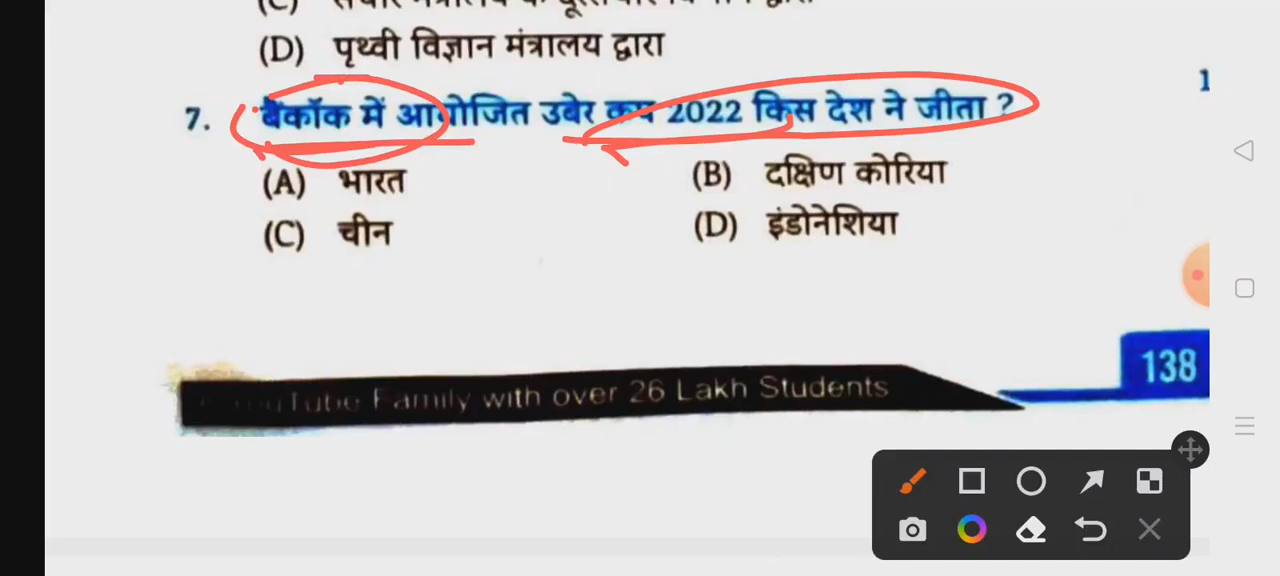 (D) पृथ्वी विज्ञान मंत्रालय द्वारा
7. बैंकॉक में आयोजित उबेर कप 2022 किस देश ने जीता ?
(A) भारत
(B) दक्षिण कोरिया
(C) चीन
(D) इंडोनेशिया
Family with over 26 Lakh Students
138